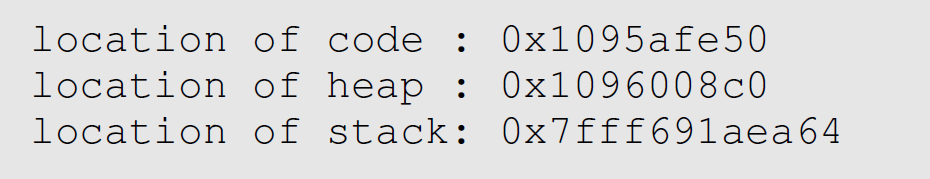 location of code : 0x1095afe50
location of heap : 0x1096008c0
location of stack: 0x7fff691aea64